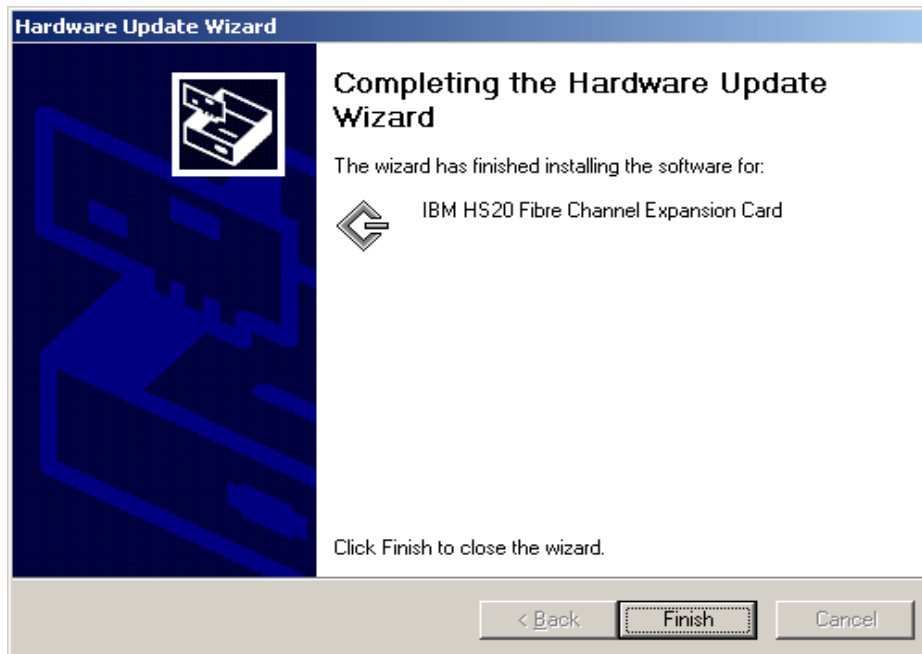 Hardware Update Wizard
Completing the Hardware Update
Wizard
The wizard has finished installing the software for:
IBM HS20 Fibre Channel Expansion Card
Click Finish to close the wizard.
< Back
Finish
Cancel